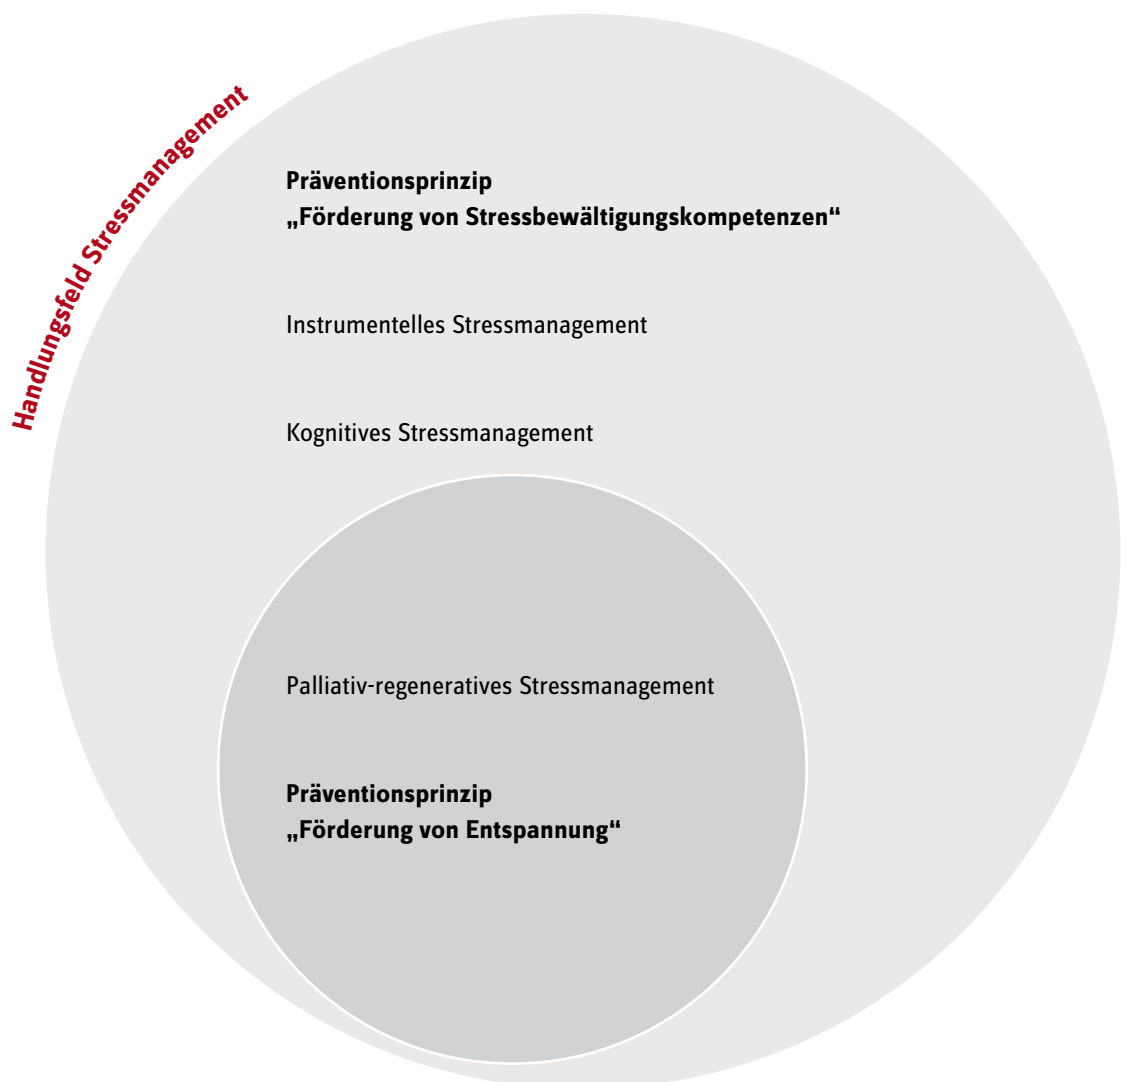 Handlungsfeld Stressmanagement
Präventionsprinzip
„Förderung von Stressbewältigungskompetenzen“
Instrumentelles Stressmanagement
Kognitives Stressmanagement
Palliativ-regeneratives Stressmanagement
Präventionsprinzip
„Förderung von Entspannung“